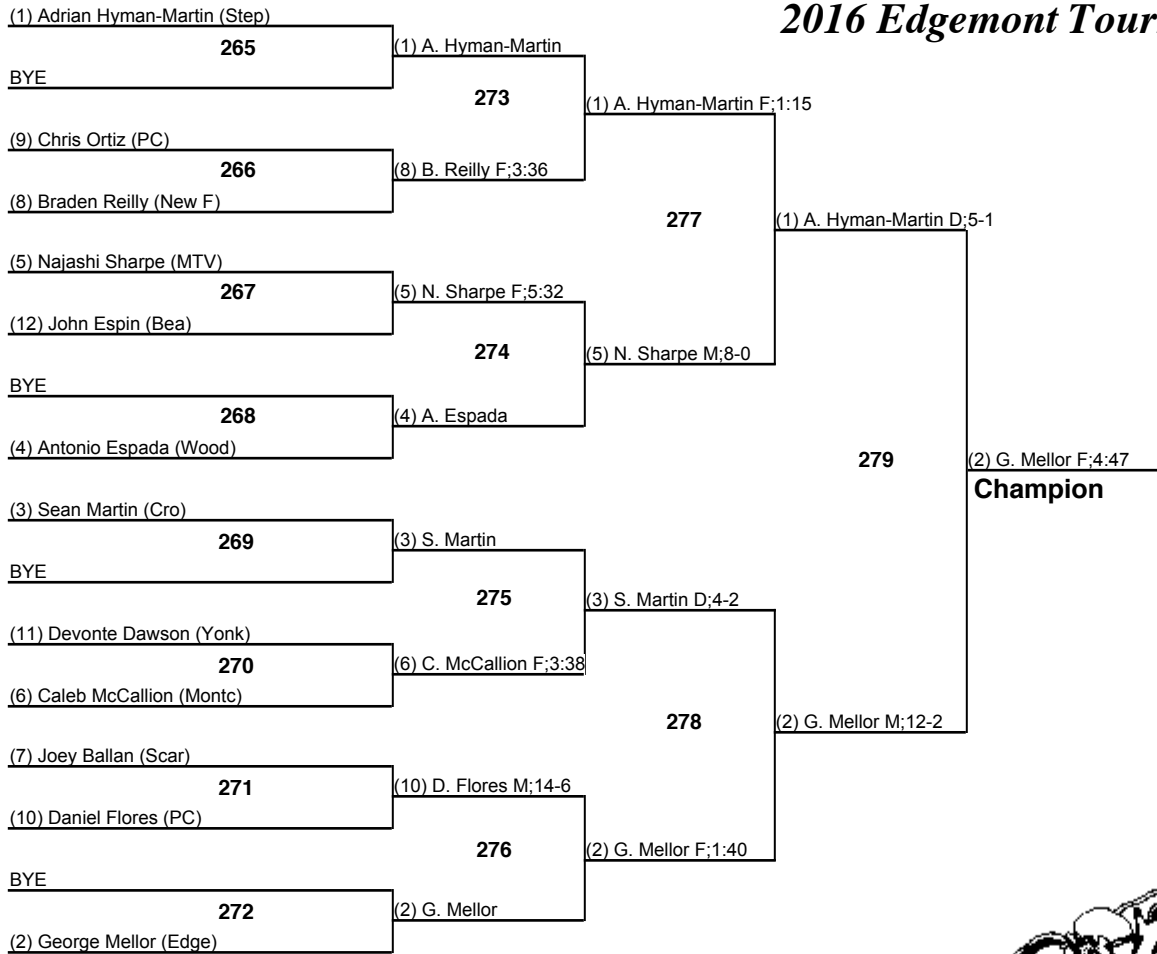 2016 Edgemont Tour
(1) Adrian Hyman-Martin (Step)
265
BYE
(1) A. Hyman-Martin
273
(9) Chris Ortiz (PC)
266
(8) Braden Reilly (New F)
(8) B. Reilly F;3:36
(1) A. Hyman-Martin F;1:15
277
(5) Najashi Sharpe (MTV)
267
(12) John Espin (Bea)
(5) N. Sharpe F;5:32
274
BYE
268
(4) Antonio Espada (Wood)
(4) A. Espada
(5) N. Sharpe M;8-0
(1) A. Hyman-Martin D;5-1
279
(3) Sean Martin (Cro)
269
BYE
(3) S. Martin
275
(11) Devonte Dawson (Yonk)
270
(6) Caleb McCallion (Montc)
(6) C. McCallion F;3:38
(3) S. Martin D;4-2
278
(7) Joey Ballan (Scar)
271
(10) Daniel Flores (PC)
(10) D. Flores M;14-6
276
BYE
272
(2) George Mellor (Edge)
(2) G. Mellor
(2) G. Mellor F;1:40
(2) G. Mellor M;12-2
(2) G. Mellor F;4:47
Champion